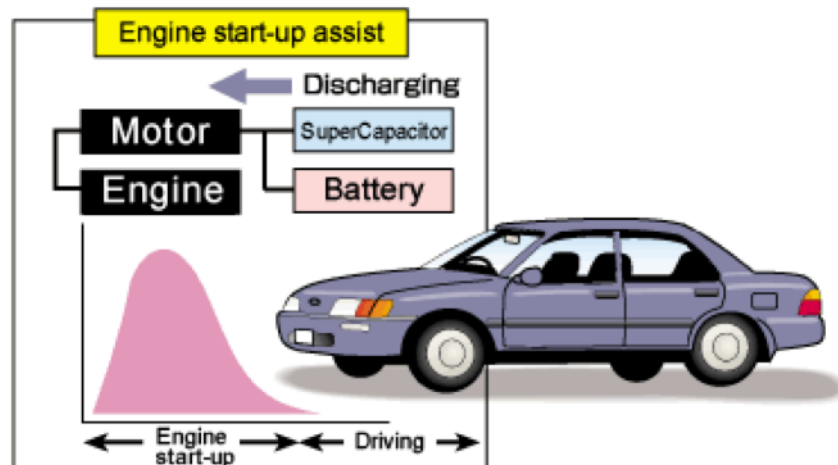 Engine start-up assist
Discharging
Motor
SuperCapacitor
Engine
Battery
Engine
start-up
Driving